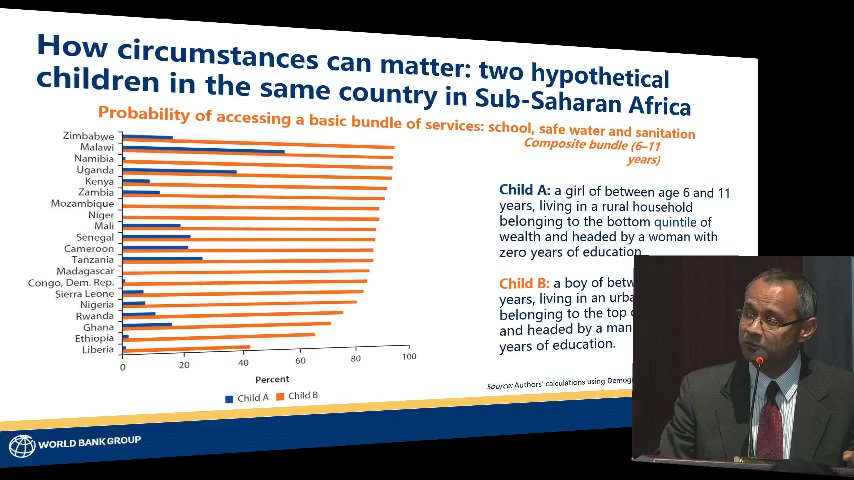 How circumstances can matter: two hypothetical
children in the same country in Sub-Saharan Africa
Probability of accessing a basic bundle of services: school, safe water and sanitation
Composite bundle (6–11
years)
Zimbabwe
Malawi
Namibia
Uganda
Kenya
Zambia
Mozambique
Niger
Mali
Senegal
Cameroon
Tanzania
Madagascar
Congo, Dem. Rep.
Sierra Leone
Nigeria
Rwanda
Ghana
Ethiopia
Liberia
0 20 40 60 80 100
Percent
Child A Child B
Child A: a girl of between age 6 and 11
years, living in a rural household
belonging to the bottom quintile of
wealth and headed by a woman with
zero years of education.
Child B: a boy of betw
years, living in an urba
belonging to the top
and headed by a man
years of education.
Source: Authors' calculations using Demog
WORLD BANK GROUP